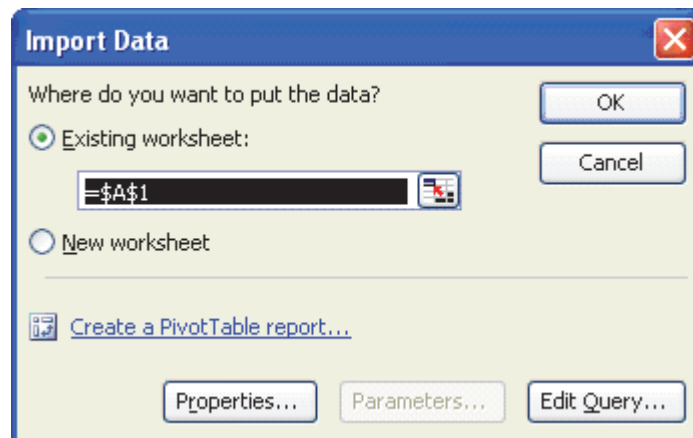 Import Data
Where do you want to put the data?
OK
Existing worksheet:
Cancel
=$A$1
New worksheet
Create a PivotTable report...
Properties...
Parameters...
Edit Query...